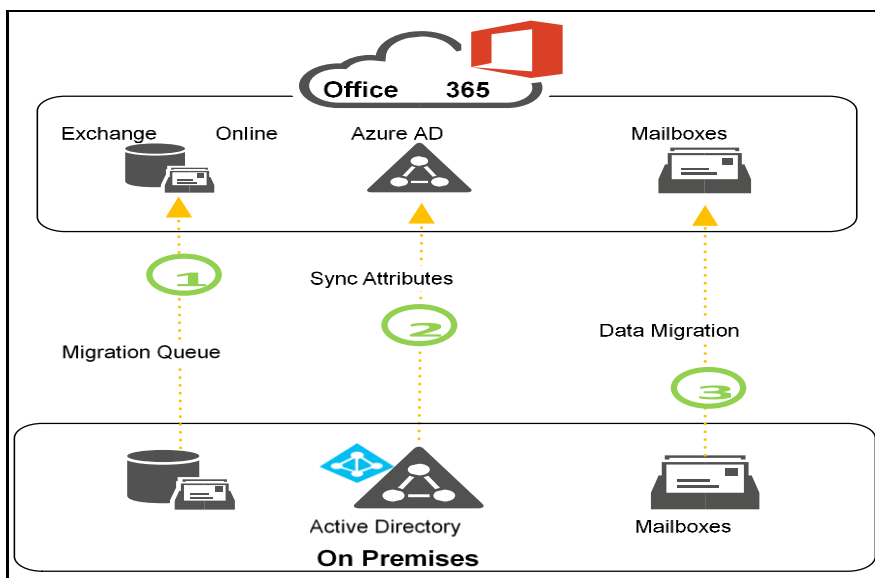 Office 365
Exchange Online
Azure AD
Mailboxes
1
Sync Attributes
2
Data Migration
Migration Queue
3
Active Directory
Mailboxes
On Premises